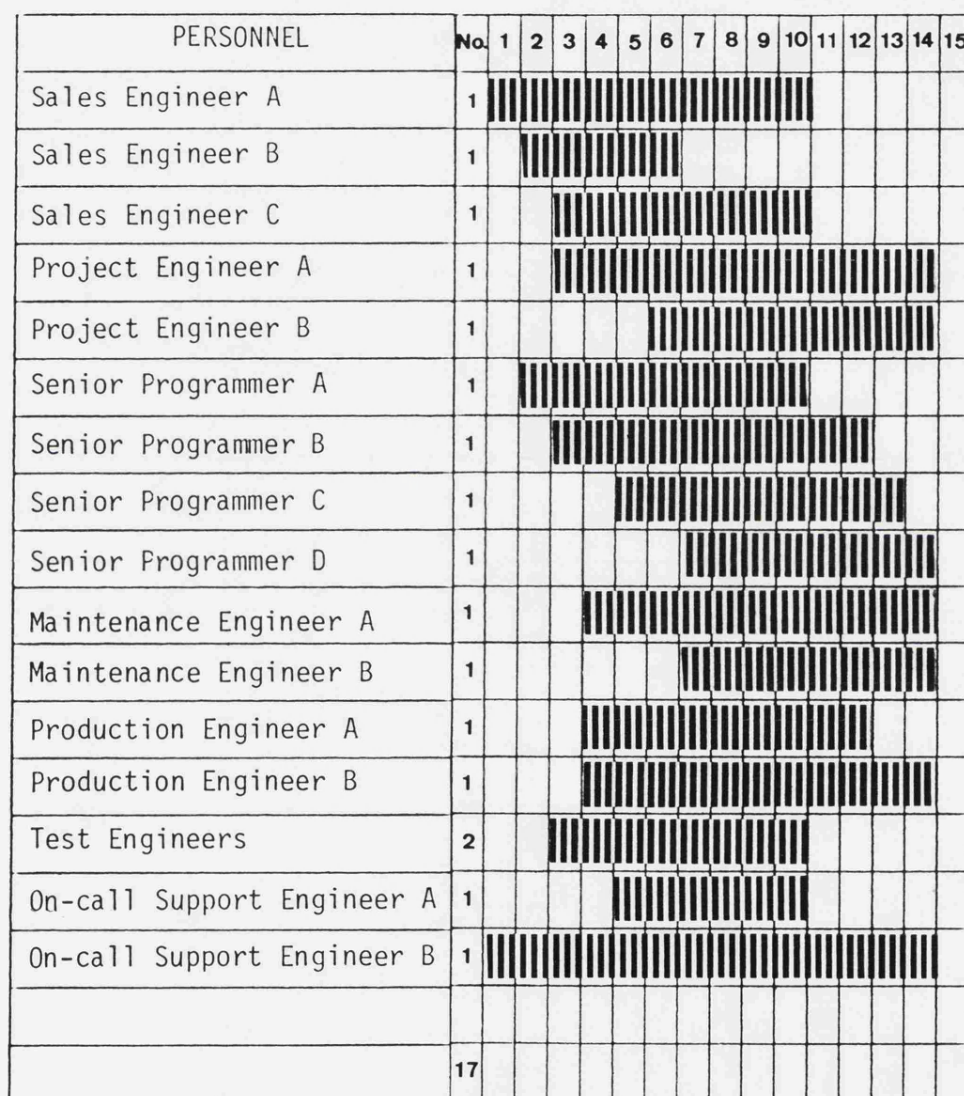 PERSONNEL No. 1 2 3 4 5 6 7 8 9 10 11 12 13 14 15
Sales Engineer A 1
Sales Engineer B 1
Sales Engineer C 1
Project Engineer A 1
Project Engineer B 1
Senior Programmer A 1
Senior Programmer B 1
Senior Programmer C 1
Senior Programmer D 1
Maintenance Engineer A 1
Maintenance Engineer B 1
Production Engineer A 1
Production Engineer B 1
Test Engineers 2
On-call Support Engineer A 1
On-call Support Engineer B 1
17